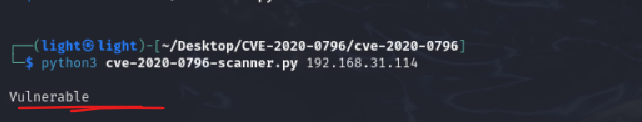 (light㉿light)-[~/Desktop/CVE-2020-0796/cve-2020-0796]
$ python3 cve-2020-0796-scanner.py 192.168.31.114
Vulnerable